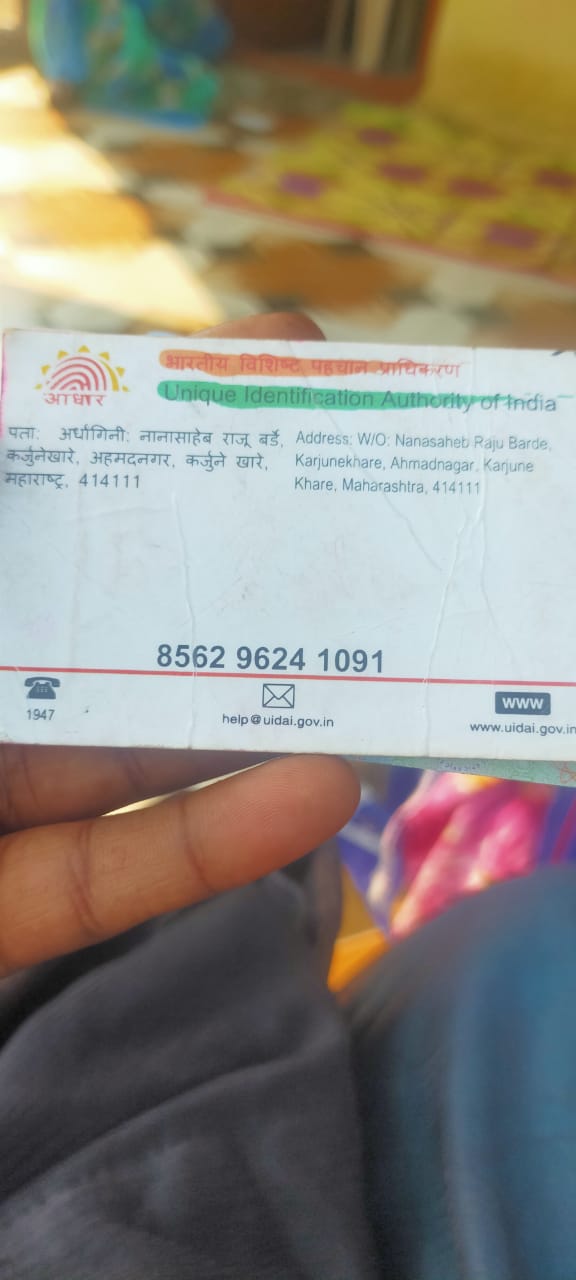 भारतीय विशिष्ट पहचान प्राधिकरण
आधार
Unique Identification Authority of India
पता: अर्धांगिनी: नानासाहेब राजू बर्डे,
कर्जुनेखारे, अहमदनगर, कर्जुने खारे,
महाराष्ट्र, 414111
Address: W/O: Nanasaheb Raju Barde,
Karjunekhare, Ahmadnagar, Karjune
Khare, Maharashtra, 414111
8562 9624 1091
1947
help@uidai.gov.in
www
www.uidai.gov.in